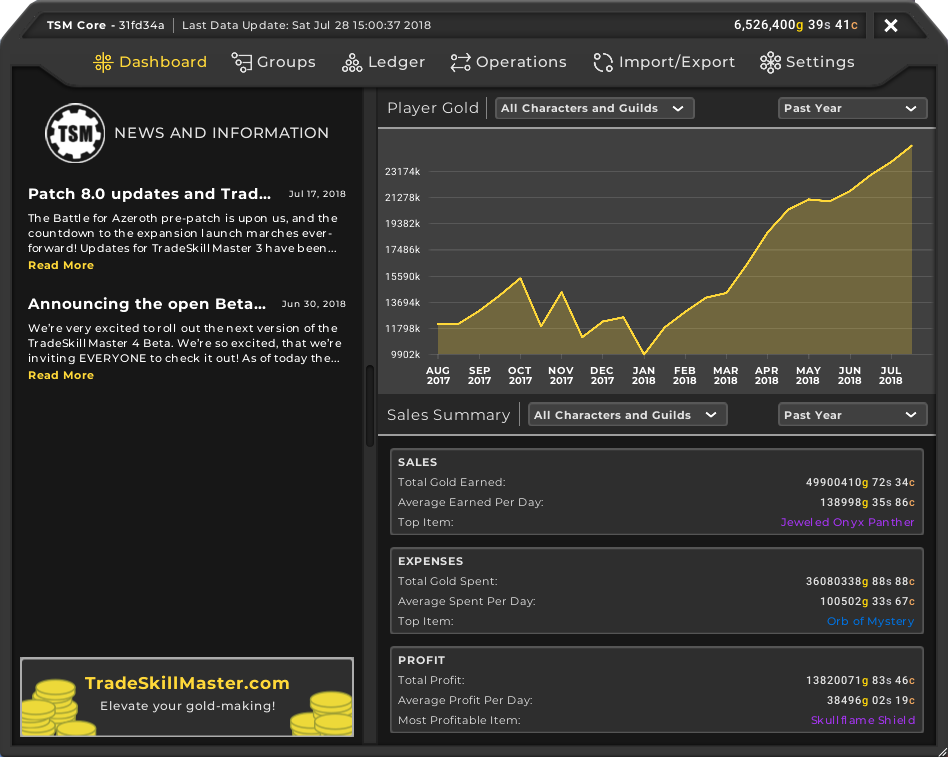 TSM Core - 31fd34a | Last Data Update: Sat Jul 28 15:00:37 2018
6,526,400g 39s 41c
Dashboard Groups Ledger Operations Import/Export Settings
TSM
NEWS AND INFORMATION
Patch 8.0 updates and Trad... Jul 17, 2018
The Battle for Azeroth pre-patch is upon us, and the
countdown to the expansion launch marches ever-
forward! Updates for TradeSkillMaster 3 have been...
Read More
Announcing the open Beta... Jun 30, 2018
We're very excited to roll out the next version of the
TradeSkillMaster 4 Beta. We're so excited, that we're
inviting EVERYONE to check it out! As of today the...
Read More
TradeSkillMaster.com
Elevate your gold-making!
Player Gold All Characters and Guilds Past Year
23174k
21278k
19382k
17486k
15590k
13694k
11798k
9902k
AUG SEP OCT NOV DEC JAN FEB MAR APR MAY JUN JUL
2017 2017 2017 2017 2017 2018 2018 2018 2018 2018 2018 2018
Sales Summary All Characters and Guilds Past Year
SALES
Total Gold Earned: 49900410g 72s 34c
Average Earned Per Day: 138998g 35s 86c
Top Item: Jeweled Onyx Panther
EXPENSES
Total Gold Spent: 36080338g 88s 88c
Average Spent Per Day: 100502g 33s 67c
Top Item: Orb of Mystery
PROFIT
Total Profit: 13820071g 83s 46c
Average Profit Per Day: 38496g 02s 19c
Most Profitable Item: Skullflame Shield